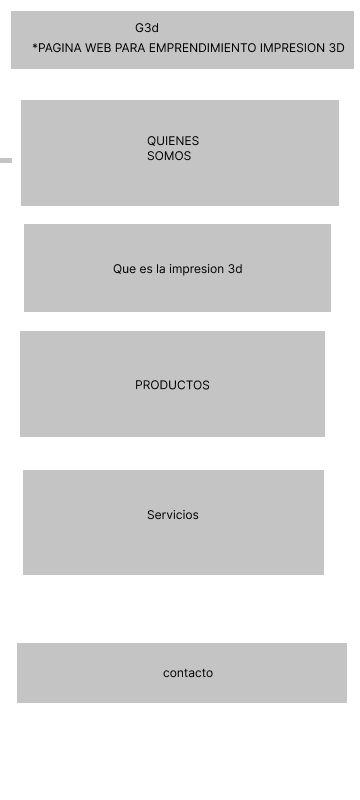 G3d
*PAGINA WEB PARA EMPRENDIMIENTO IMPRESION 3D
QUIENES
SOMOS
Que es la impresion 3d
PRODUCTOS
Servicios
contacto